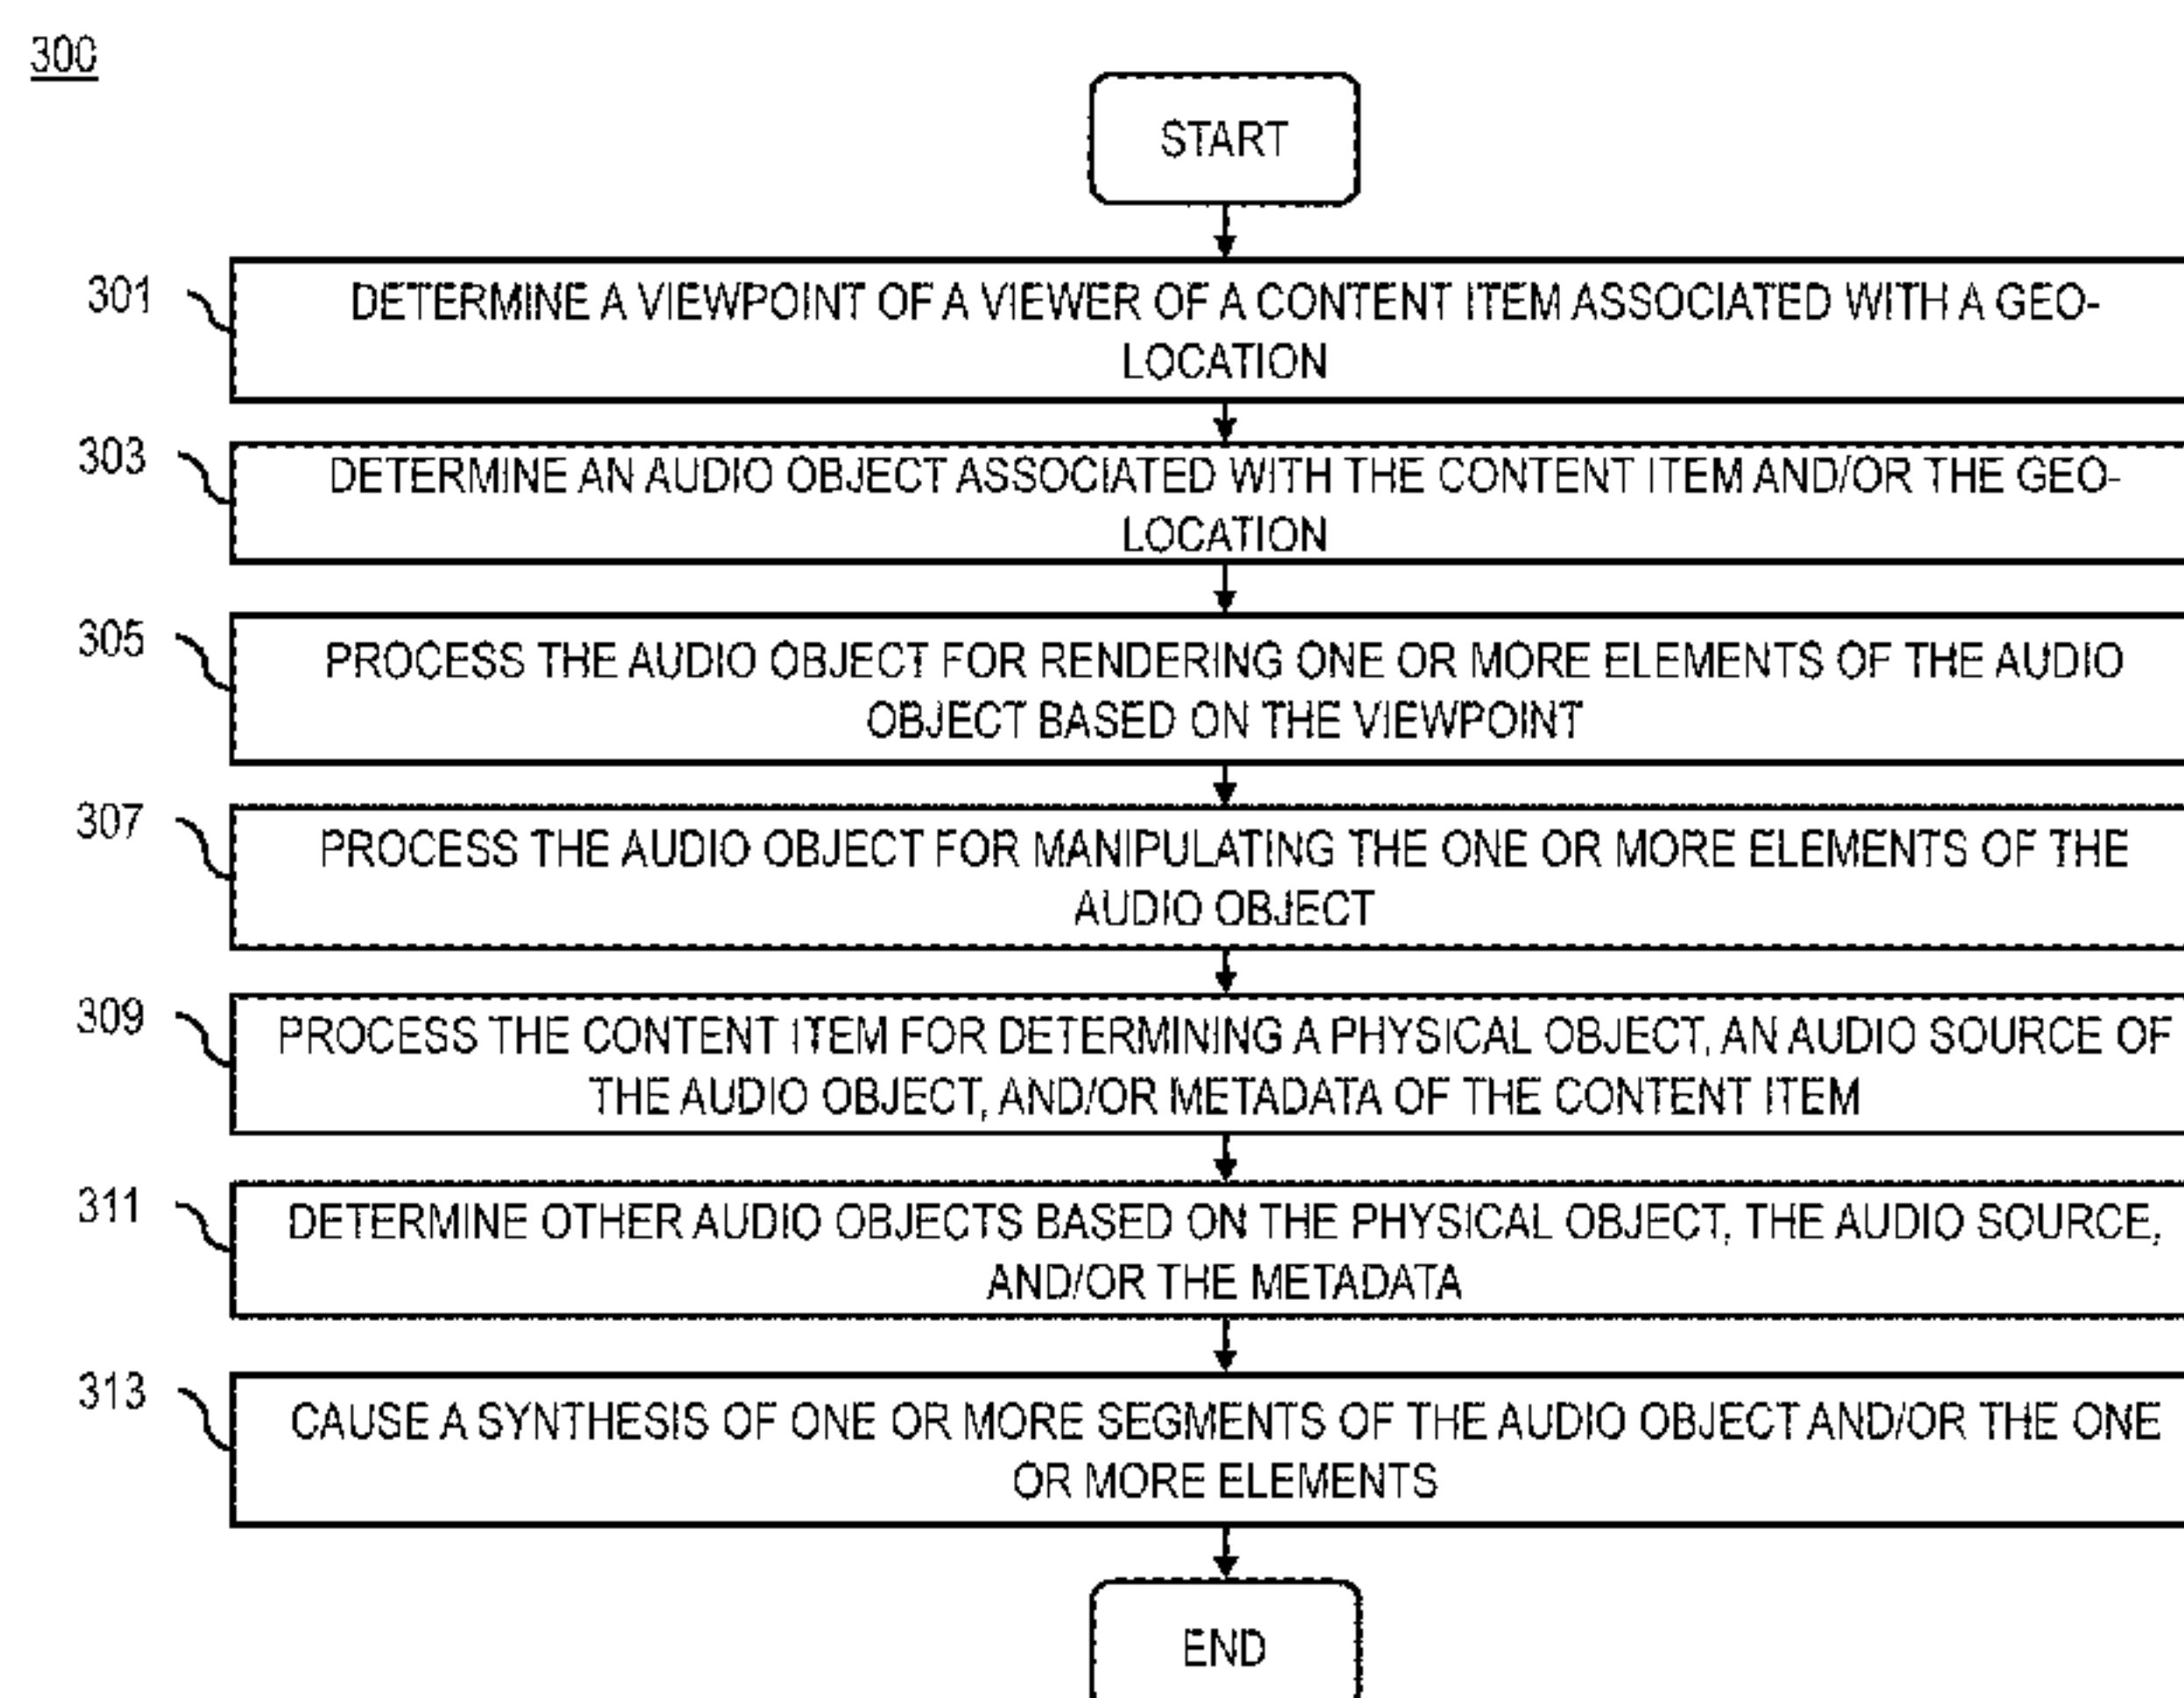 300
START
301
DETERMINE A VIEWPOINT OF A VIEWER OF A CONTENT ITEM ASSOCIATED WITH A GEO-
LOCATION
303
DETERMINE AN AUDIO OBJECT ASSOCIATED WITH THE CONTENT ITEM AND/OR THE GEO-
LOCATION
305
PROCESS THE AUDIO OBJECT FOR RENDERING ONE OR MORE ELEMENTS OF THE AUDIO
OBJECT BASED ON THE VIEWPOINT
307
PROCESS THE AUDIO OBJECT FOR MANIPULATING THE ONE OR MORE ELEMENTS OF THE
AUDIO OBJECT
309
PROCESS THE CONTENT ITEM FOR DETERMINING A PHYSICAL OBJECT, AN AUDIO SOURCE OF
THE AUDIO OBJECT, AND/OR METADATA OF THE CONTENT ITEM
311
DETERMINE OTHER AUDIO OBJECTS BASED ON THE PHYSICAL OBJECT, THE AUDIO SOURCE,
AND/OR THE METADATA
313
CAUSE A SYNTHESIS OF ONE OR MORE SEGMENTS OF THE AUDIO OBJECT AND/OR THE ONE
OR MORE ELEMENTS
END